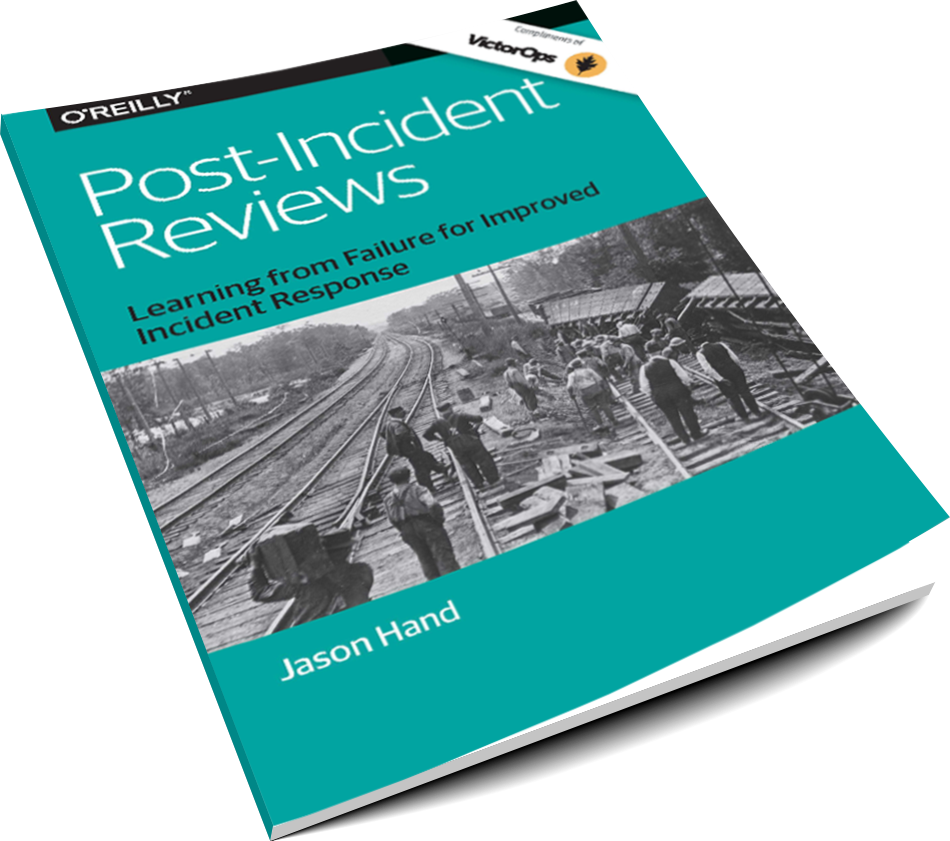 Compliments of
VictorOps
O'REILLY®
Post-Incident
Reviews
Learning from Failure for Improved
Incident Response
Jason Hand